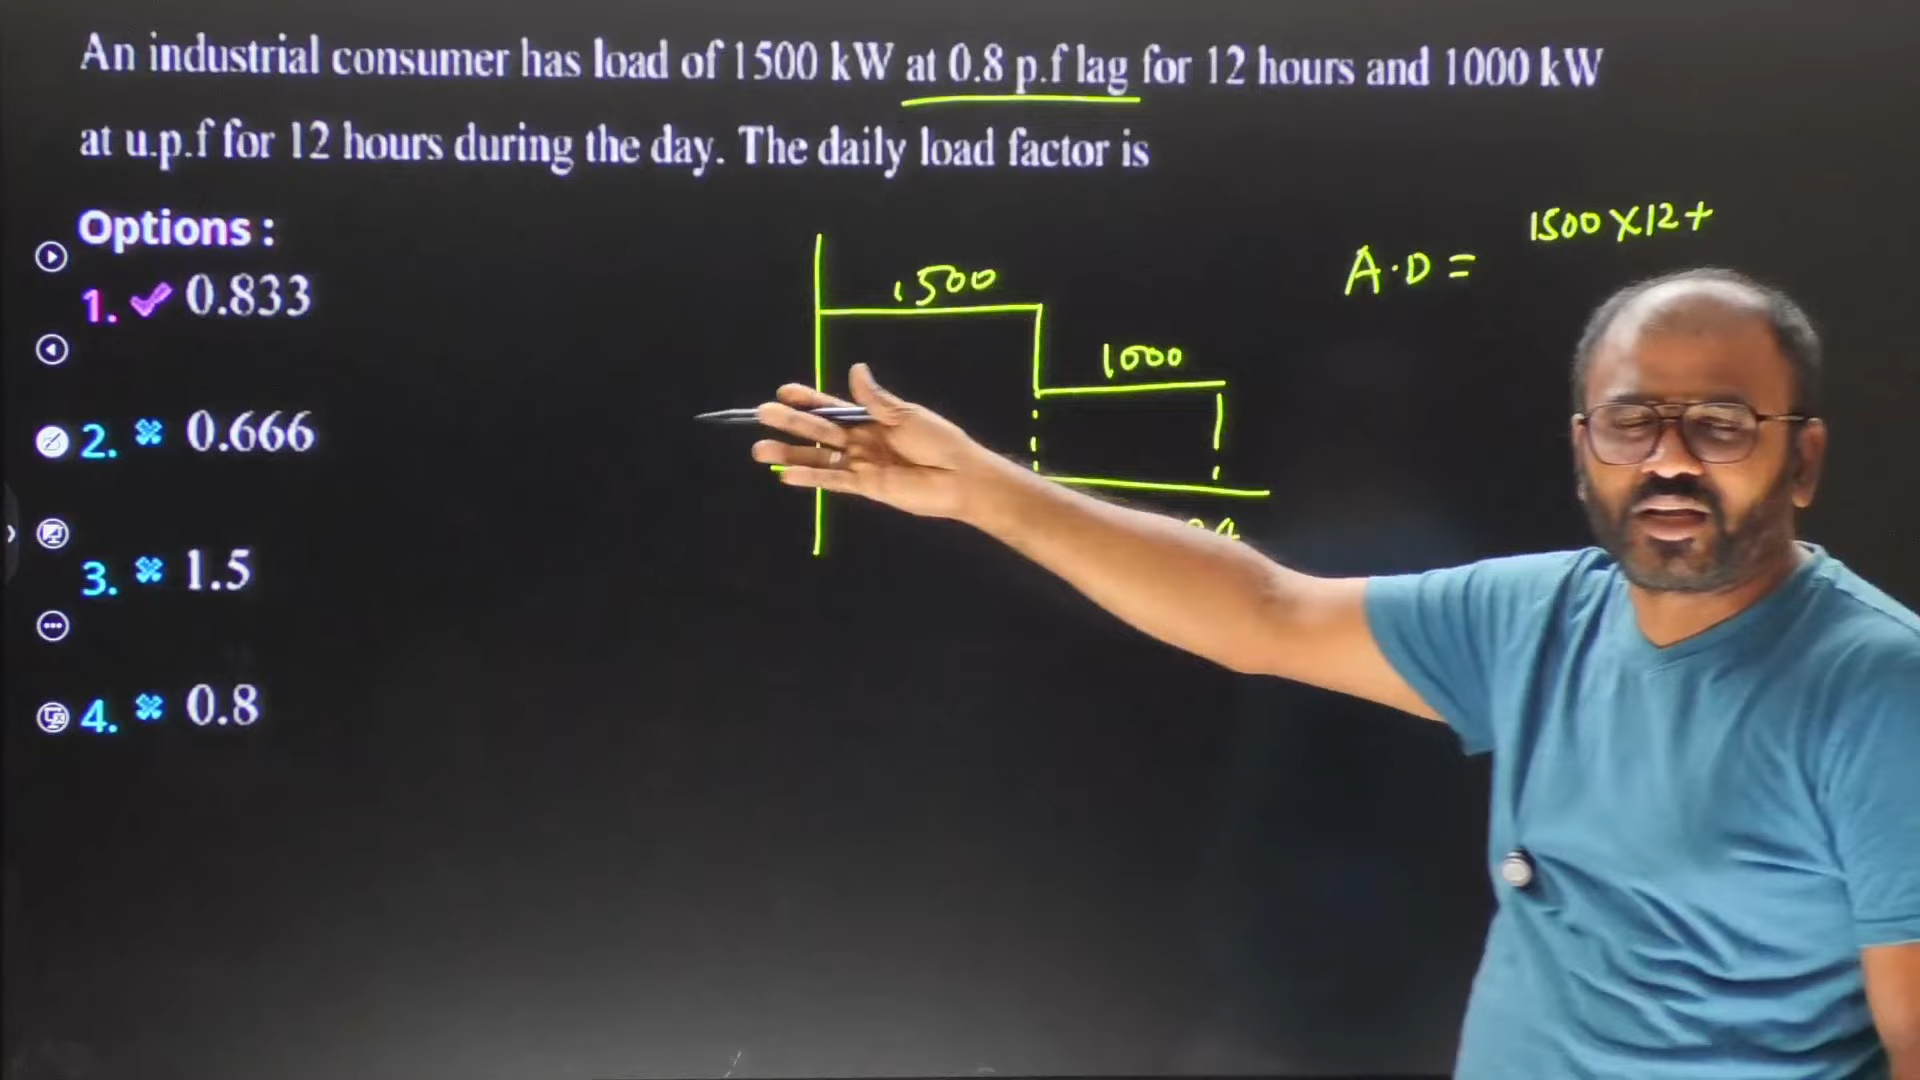 An industrial consumer has load of 1500 kW at 0.8 p.f lag for 12 hours and 1000 kW
at u.p.f for 12 hours during the day. The daily load factor is
Options :
1. ✔ 0.833
2. ✖ 0.666
3. ✖ 1.5
4. ✖ 0.8
1500
1000
A.D =
1500 X 12 +